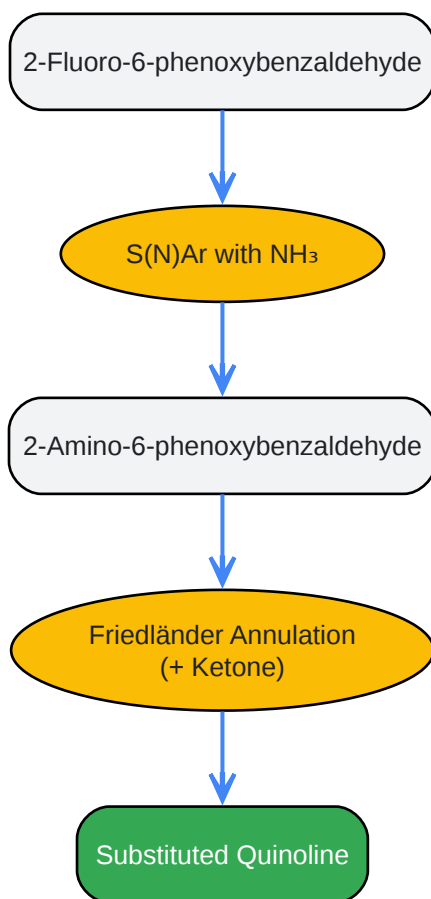 2-Fluoro-6-phenoxybenzaldehyde
S(N)Ar with NH₃
2-Amino-6-phenoxybenzaldehyde
Friedländer Annulation
(+ Ketone)
Substituted Quinoline